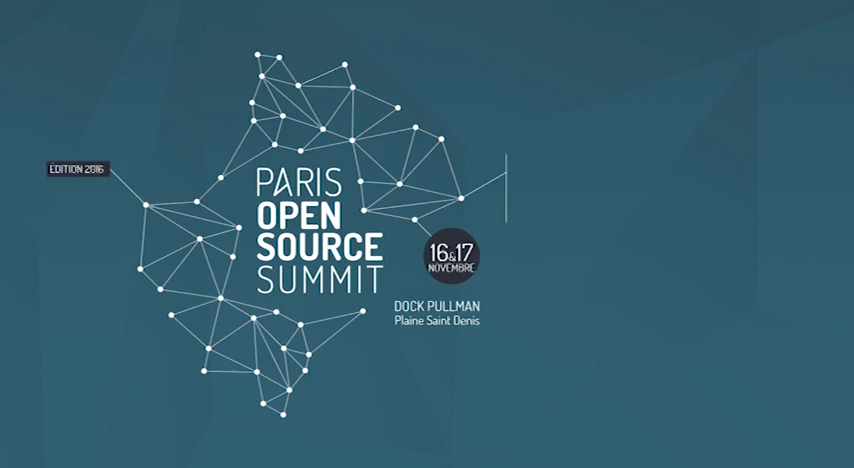 EDITION 2016
PARIS
OPEN
SOURCE
SUMMIT
16&17
NOVEMBRE
DOCK PULLMAN
Plaine Saint Denis